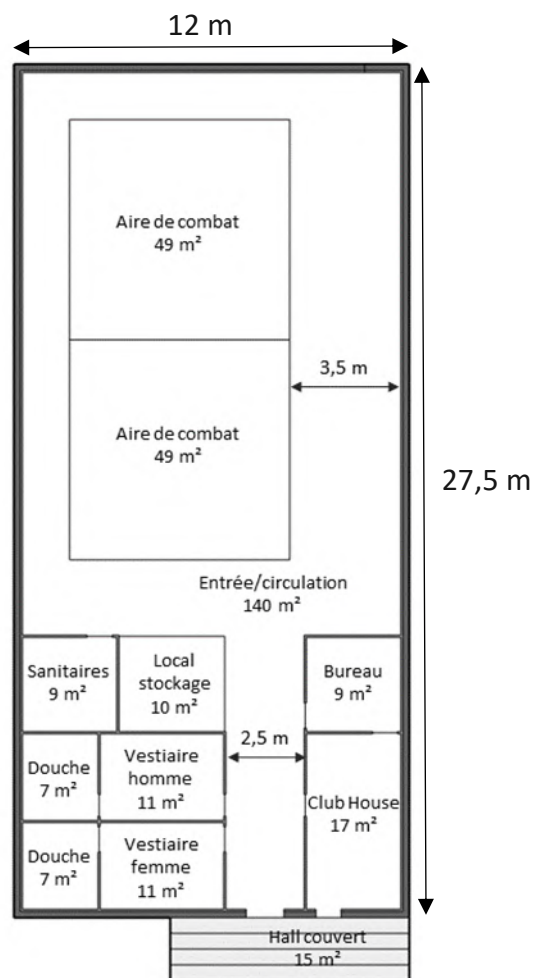 12 m
Aire de combat
49 m²
3,5 m
Aire de combat
49 m²
27,5 m
Entrée/circulation
140 m²
Sanitaires
9 m²
Local
stockage
10 m²
Bureau
9 m²
2,5 m
Douche
7 m²
Vestiaire
homme
11 m²
Club House
17 m²
Douche
7 m²
Vestiaire
femme
11 m²
Hall couvert
15 m²